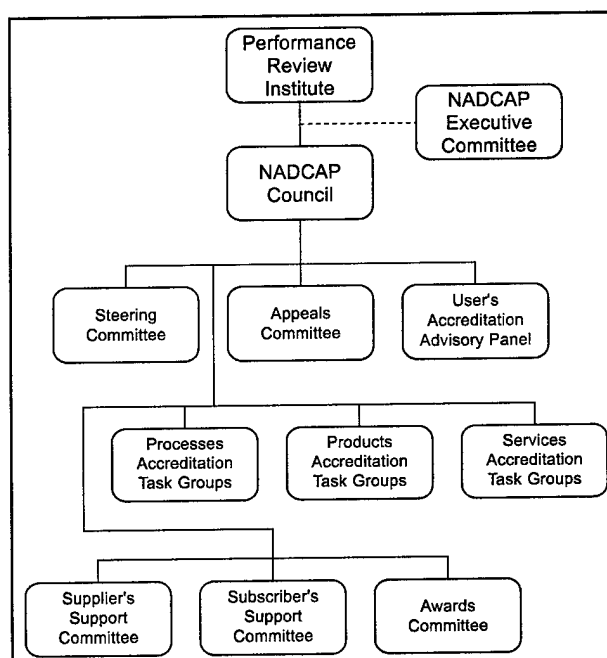 Performance
Review
Institute
NADCAP
Executive
Committee
NADCAP
Council
Steering
Committee
Appeals
Committee
User's
Accreditation
Advisory Panel
Processes
Accreditation
Task Groups
Products
Accreditation
Task Groups
Services
Accreditation
Task Groups
Supplier's
Support
Committee
Subscriber's
Support
Committee
Awards
Committee